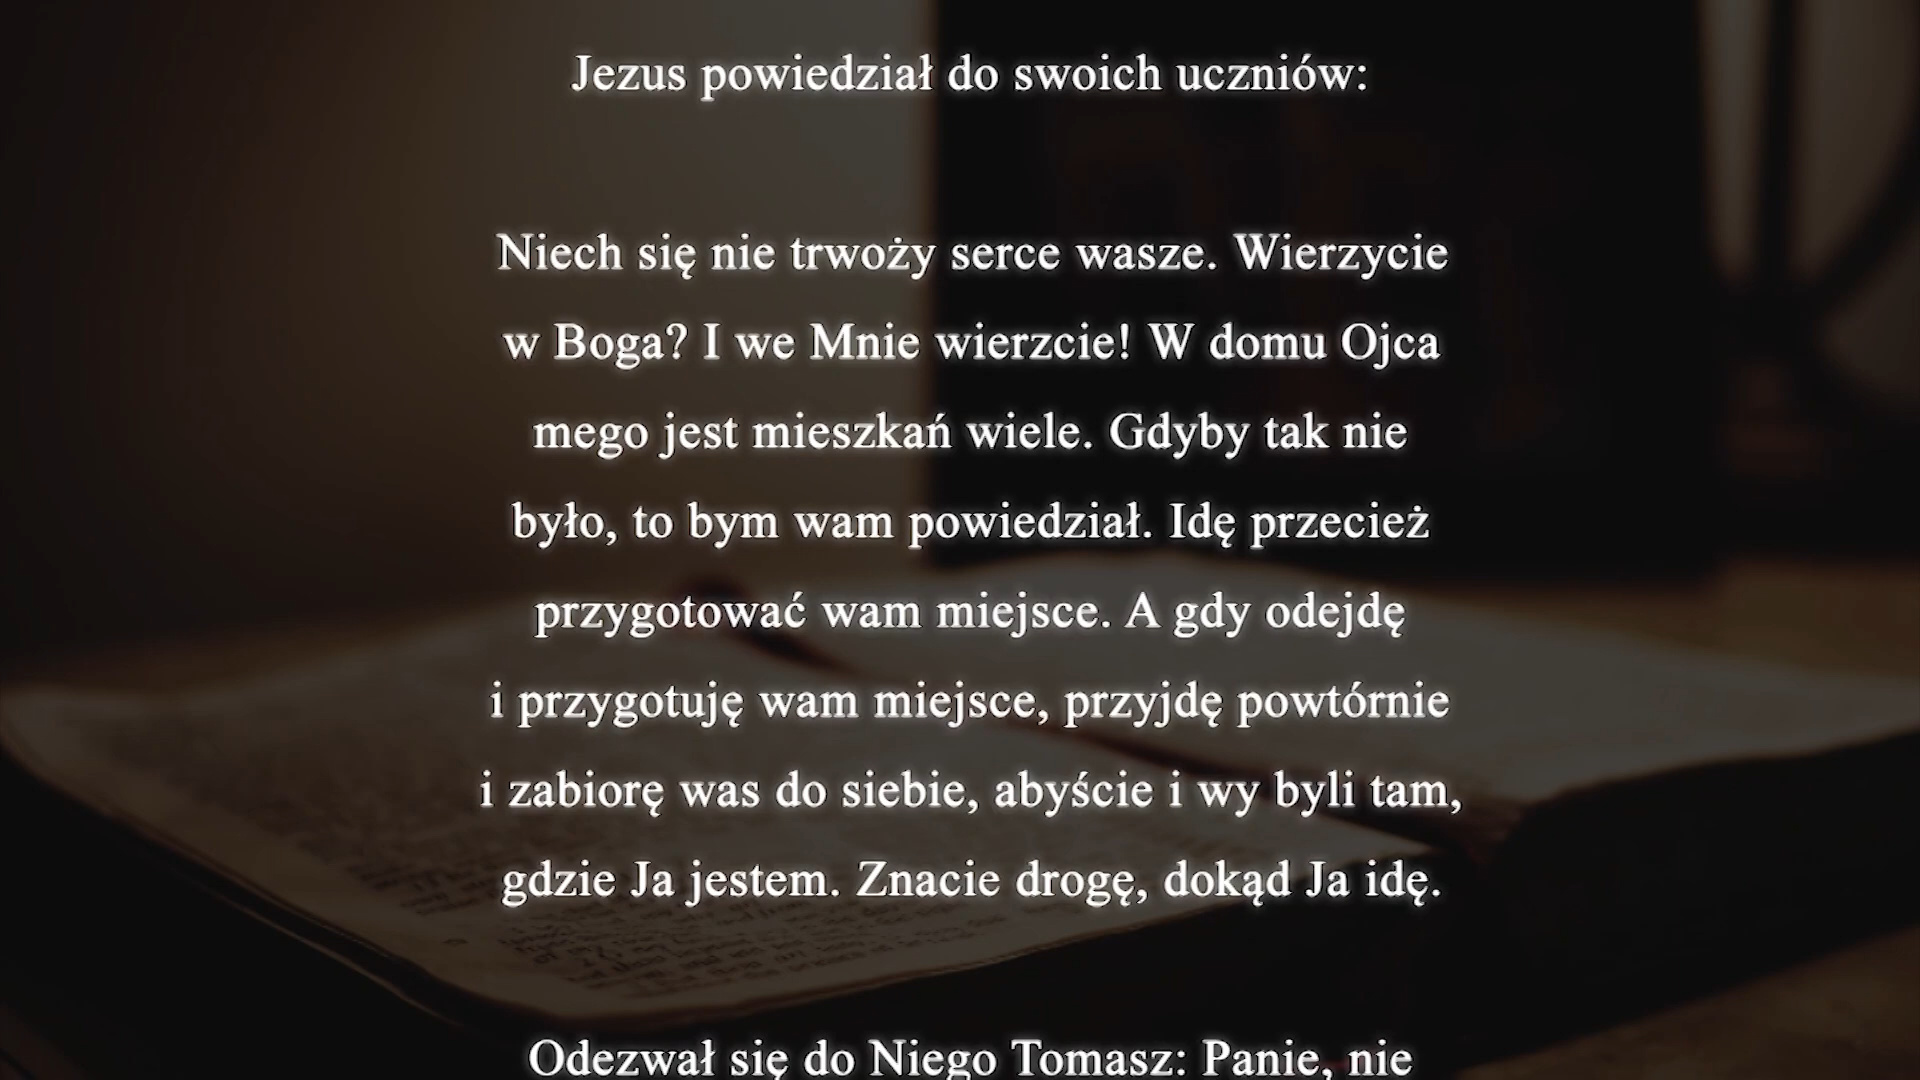 Jezus powiedział do swoich uczniów:
Niech się nie trwoży serce wasze. Wierzycie
w Boga? I we Mnie wierzcie! W domu Ojca
mego jest mieszkań wiele. Gdyby tak nie
było, to bym wam powiedział. Idę przecież
przygotować wam miejsce. A gdy odejdę
i przygotuję wam miejsce, przyjdę powtórnie
i zabiorę was do siebie, abyście i wy byli tam,
gdzie Ja jestem. Znacie drogę, dokąd Ja idę.
Odezwał się do Niego Tomasz: Panie, nie